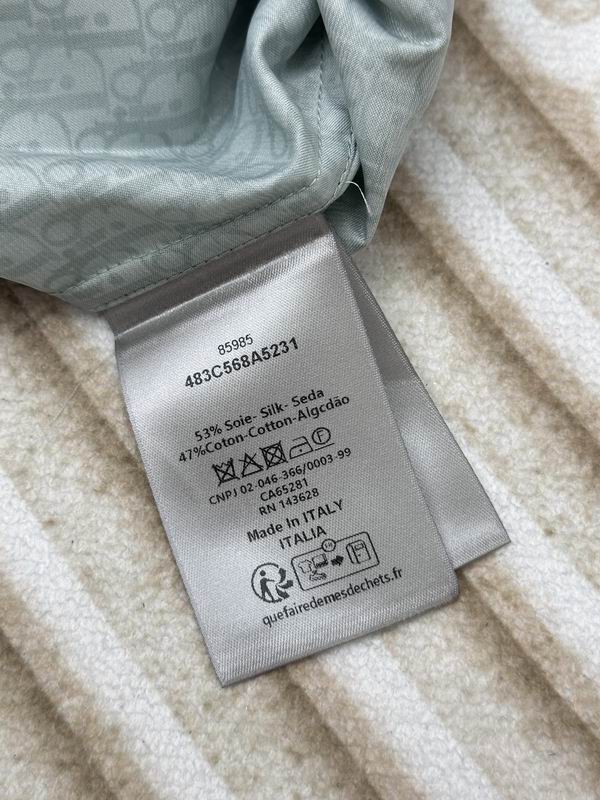 85985
483C568A5231
53% Soie- Silk- Seda
47%Coton-Cotton-Algcdão
CNPJ 02-046-366/0003-99
CA65281
RN 143628
Made In ITALY
ITALIA
FR
quefairedemesdechets.fr